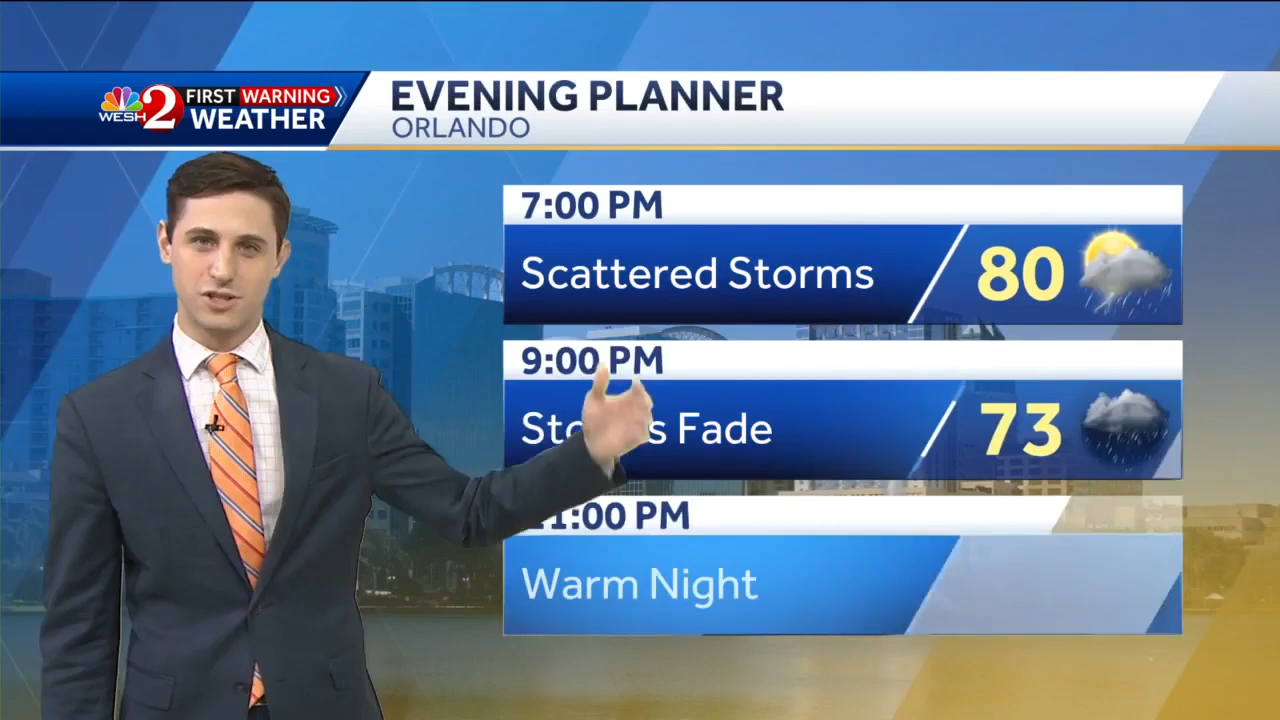 WESH 2 FIRST WARNING
WEATHER
EVENING PLANNER
ORLANDO
7:00 PM
Scattered Storms 80
9:00 PM
Fade 73
:00 PM
Warm Night